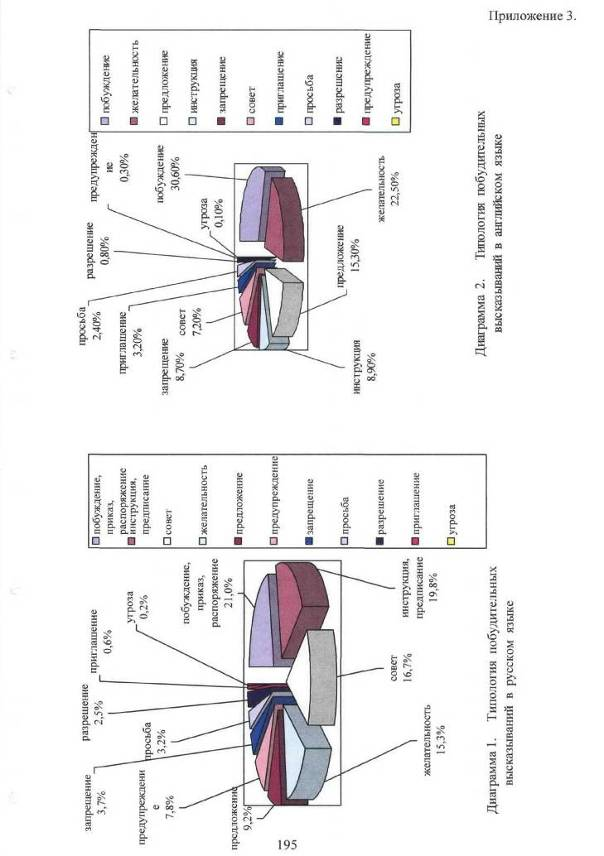 Приложение 3.
предупрежден
ие
0,30%
разрешение
0,80%
просьба
2,40%
приглашение
3,20%
угроза
0,10%
побуждение
30,60%
совет
7,20%
запрещение
8,70%
желательность
22,50%
предложение
15,30%
инструкция
8,90%
побуждение
желательность
предложение
инструкция
запрещение
совет
приглашение
просьба
разрешение
предупреждение
угроза
Диаграмма 2. Типология побудительных
высказываний в английском языке
приглашение
0,6%
угроза
0,2%
разрешение
2,5%
просьба
3,2%
запрещение
3,7%
предупреждени
е
7,8%
предложение
9,2%
побуждение,
приказ,
распоряжение
21,0%
инструкция,
предписание
19,8%
совет
16,7%
желательность
15,3%
побуждение,
приказ,
распоряжение
инструкция,
предписание
совет
желательность
предложение
предупреждение
запрещение
просьба
разрешение
приглашение
угроза
Диаграмма 1. Типология побудительных
высказываний в русском языке
195